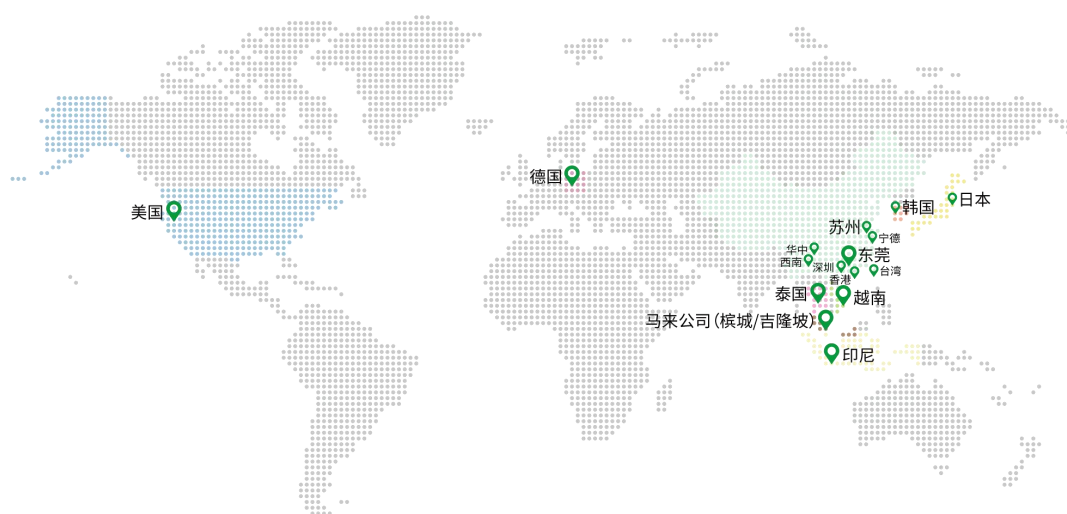 德国
美国
日本
韩国
苏州
宁德
华中
东莞
西南
深圳
台湾
香港
泰国
越南
马来公司(槟城/吉隆坡)
印尼